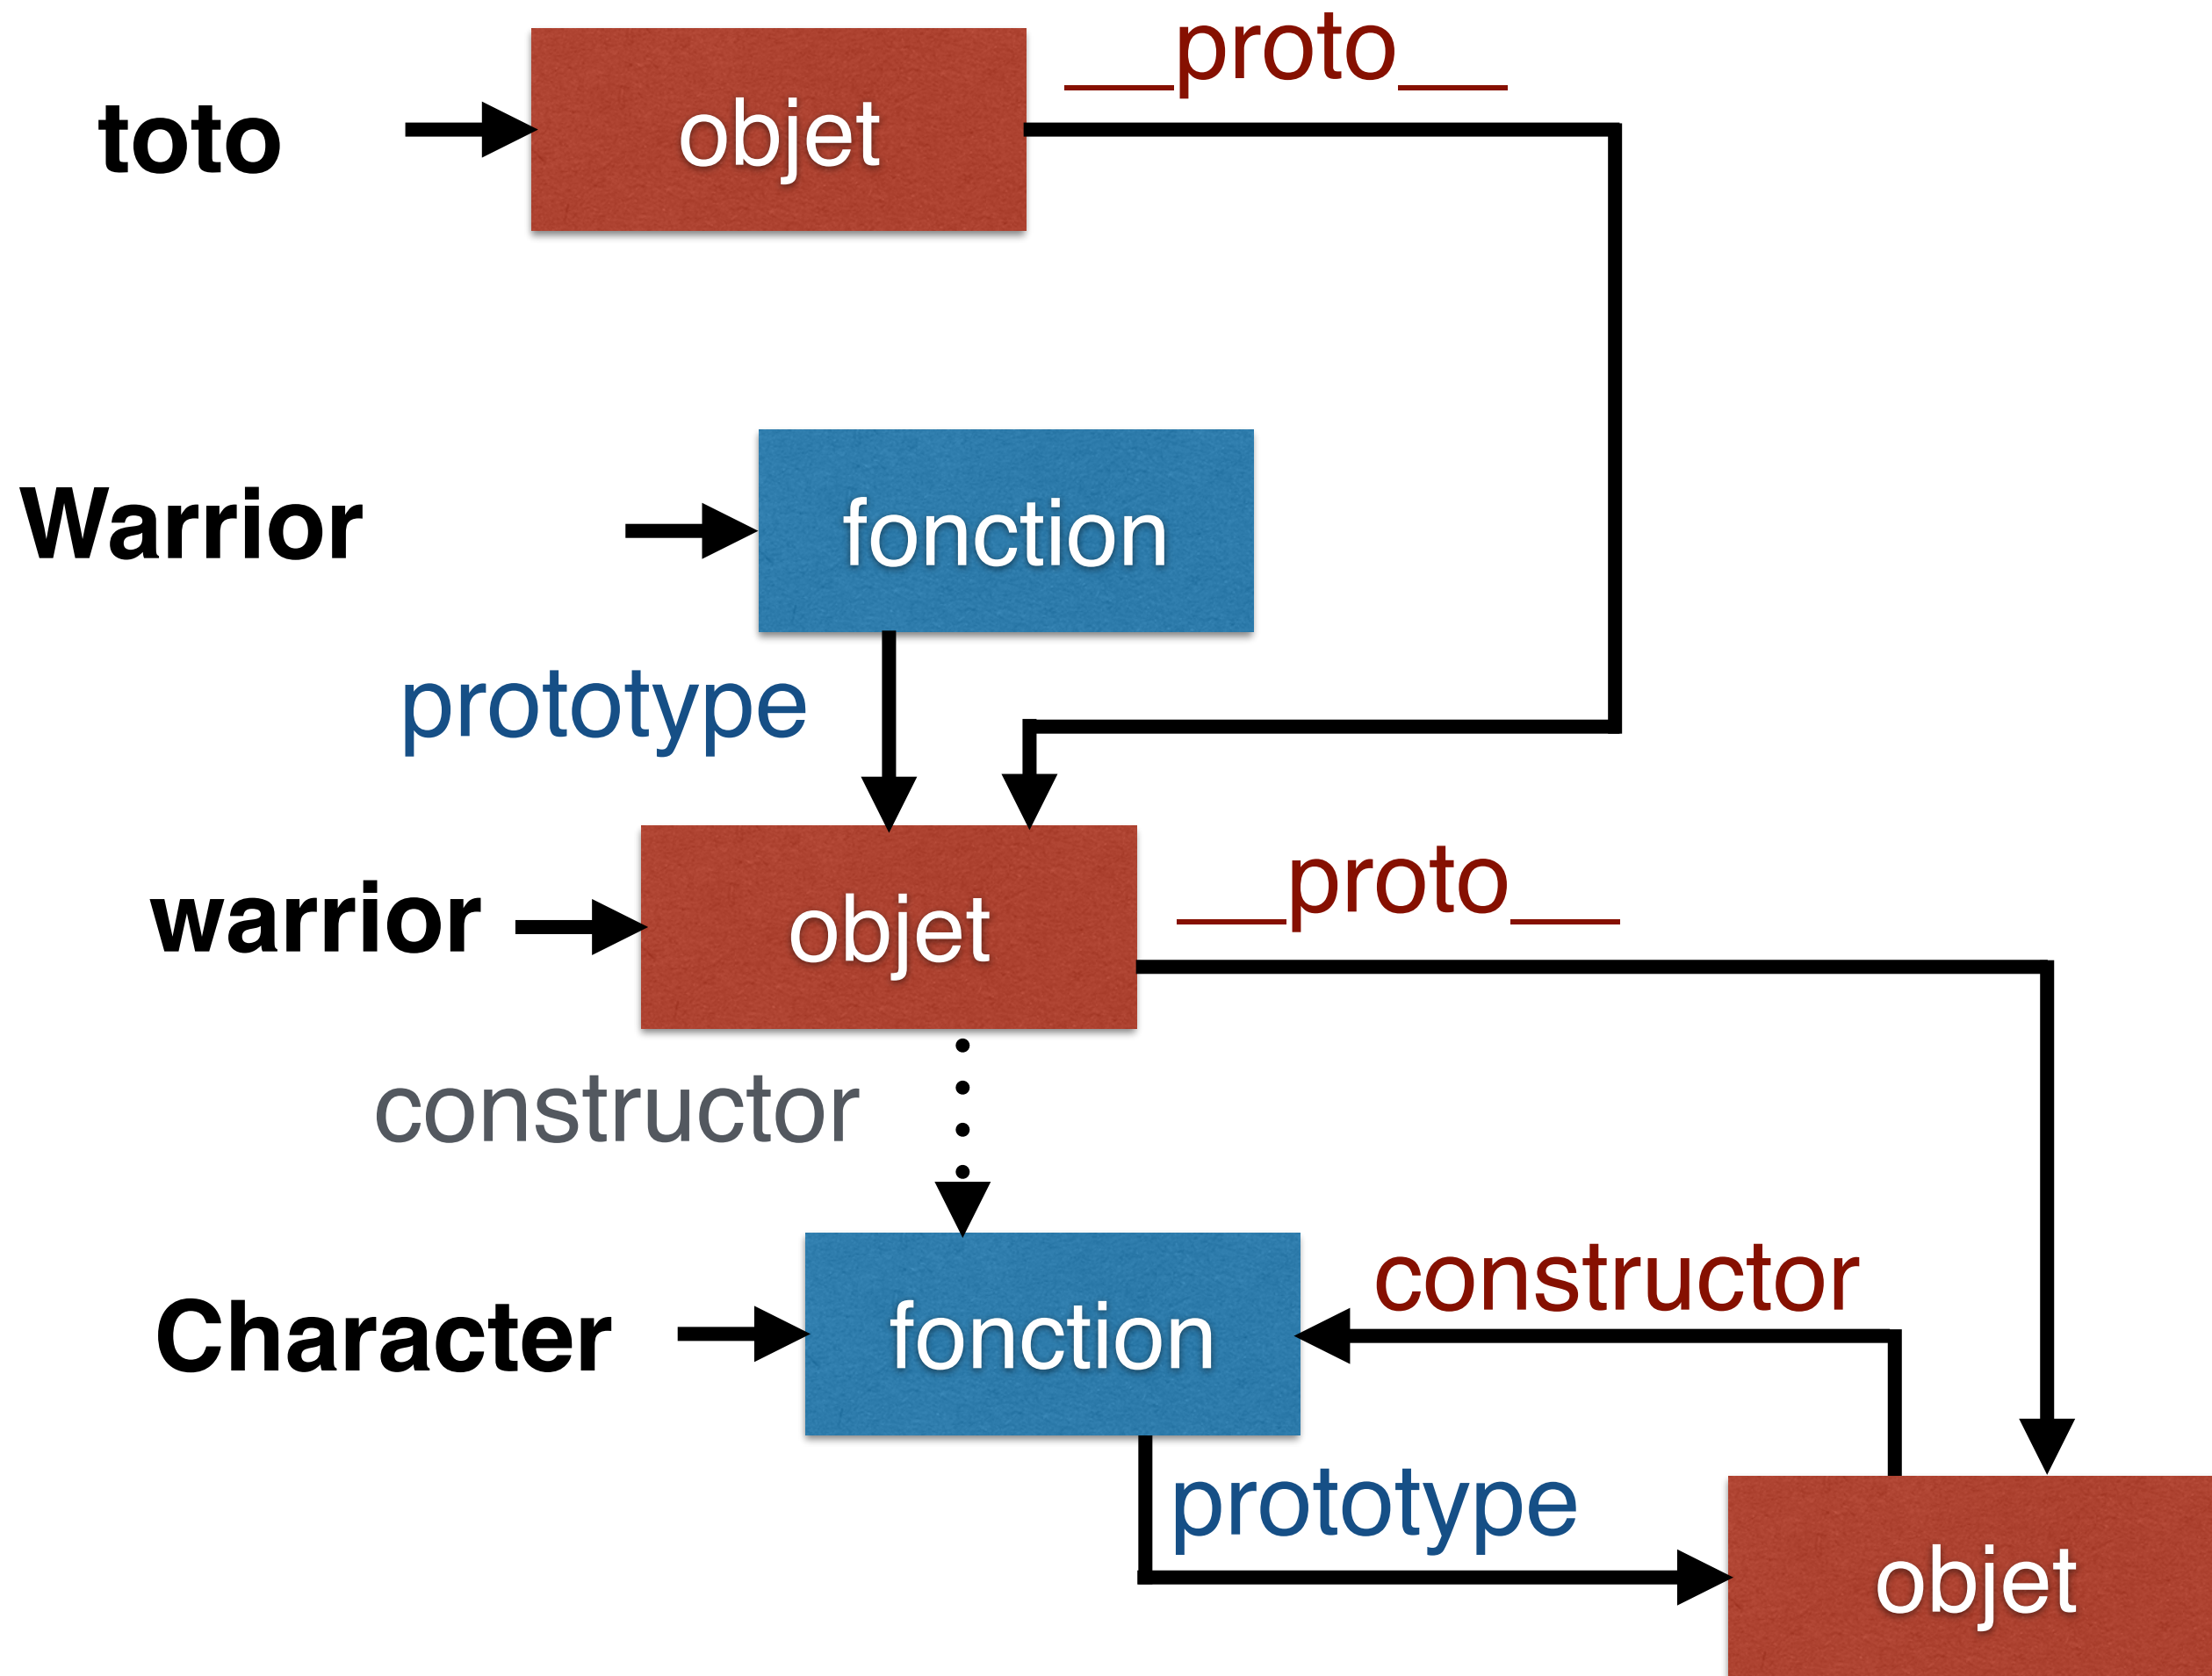 __proto__
toto
objet
Warrior
fonction
prototype
warrior
objet
__proto__
constructor
Character
fonction
constructor
prototype
objet